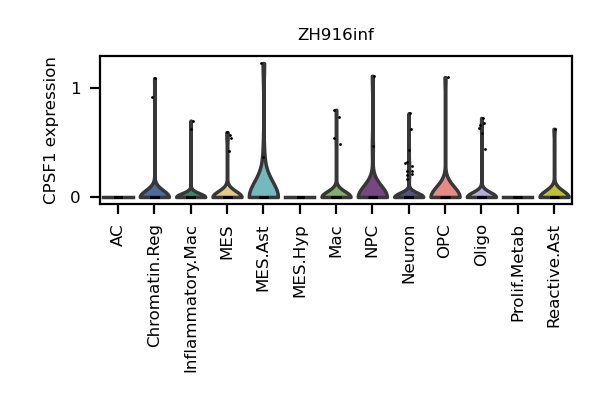 ZH916inf
CPSF1 expression
1
0
AC
Chromatin.Reg
Inflammatory.Mac
MES
MES.Ast
MES.Hyp
Mac
NPC
Neuron
OPC
Oligo
Prolif.Metab
Reactive.Ast